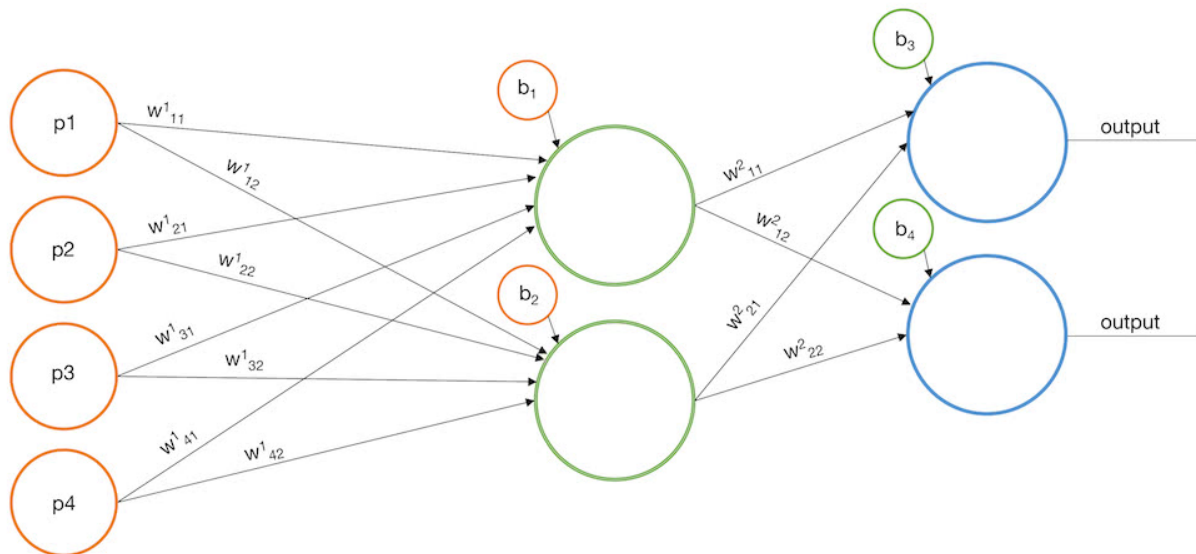 p1
p2
p3
p4
w¹₁₁
w¹₁₂
w¹₂₁
w¹₂₂
w¹₃₁
w¹₃₂
w¹₄₁
w¹₄₂
b₁
b₂
w²₁₁
w²₁₂
w²₂₁
w²₂₂
b₃
b₄
output
output